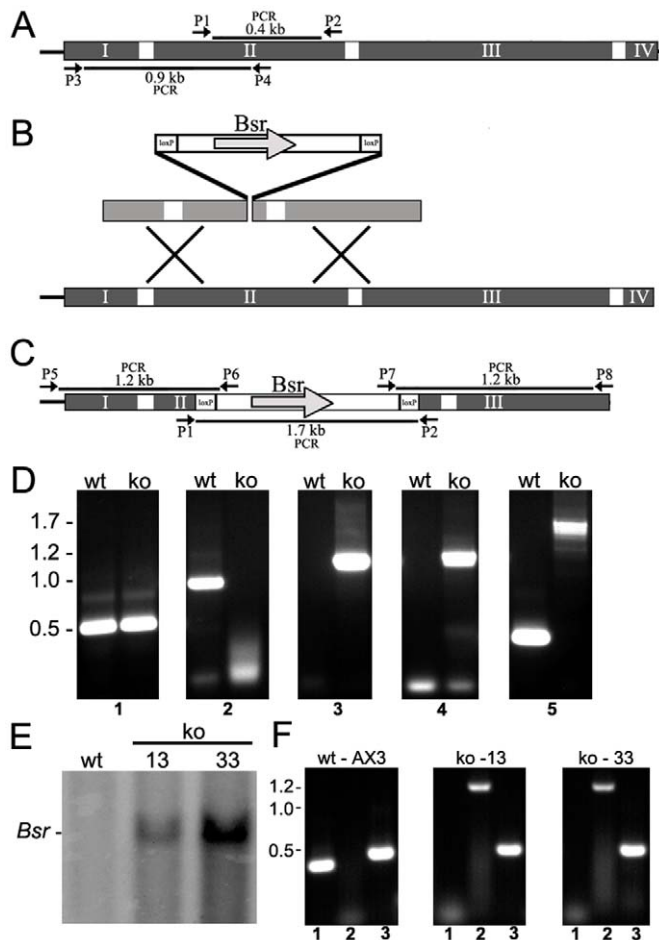 A
P1 PCR P2
0.4 kb
I II III IV
P3 0.9 kb P4
PCR
B
Bsr
loxP loxP
I II III IV
C
P5 PCR P6 P7 PCR P8
1.2 kb Bsr 1.2 kb
I II loxP loxP III
P1 1.7 kb P2
PCR
D
wt ko wt ko wt ko wt ko wt ko
1.7 -
1.2 -
1.0 -
0.5 -
1 2 3 4 5
E
ko
wt 13 33
Bsr -
F
wt - AX3 ko -13 ko - 33
1.2 -
1.0 -
0.5 -
1 2 3 1 2 3 1 2 3